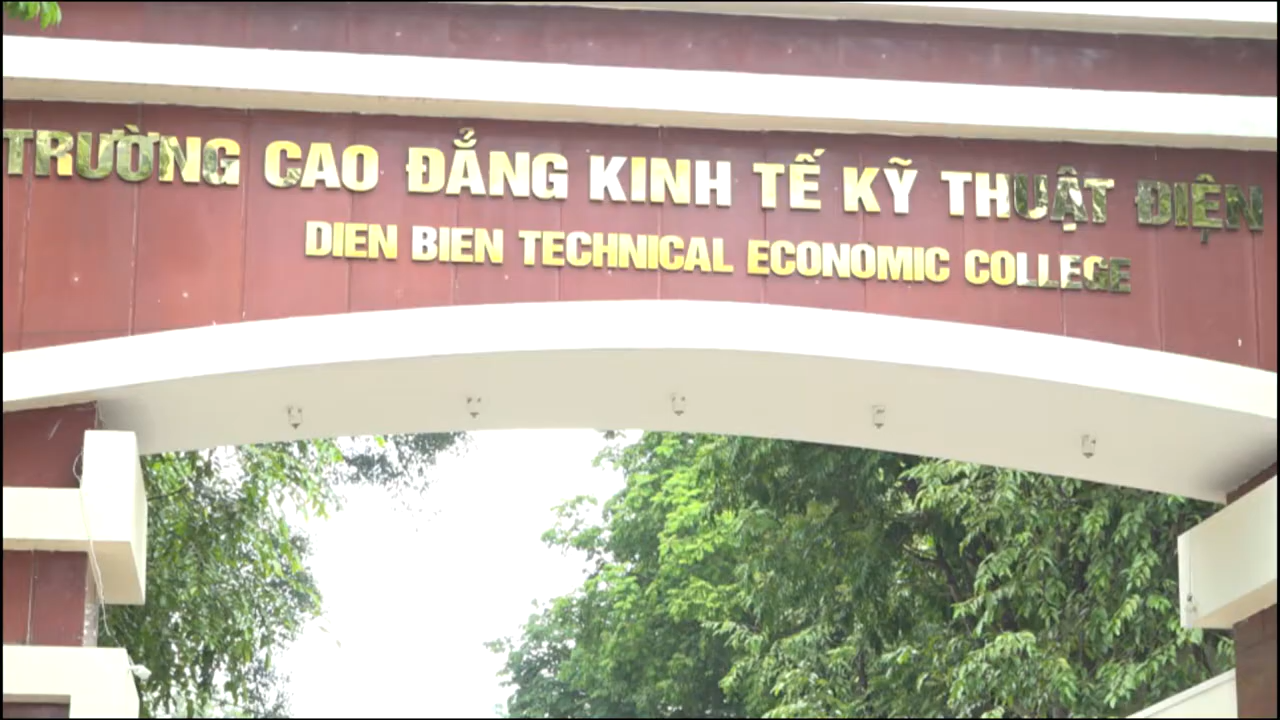 TRƯỜNG CAO ĐẲNG KINH TẾ KỸ THUẬT ĐIỆN
DIEN BIEN TECHNICAL ECONOMIC COLLEGE